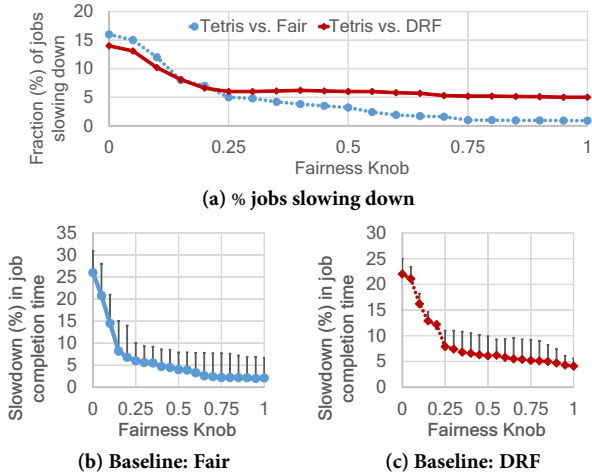 Fraction (%) of jobs
slowing down
20
15
10
5
0
Tetris vs. Fair
Tetris vs. DRF
0 0.25 0.5 0.75 1
Fairness Knob
(a) % jobs slowing down
Slowdown (%) in job
completion time
35
30
25
20
15
10
5
0
0 0.25 0.5 0.75 1
Fairness Knob
(b) Baseline: Fair
Slowdown (%) in job
completion time
30
25
20
15
10
5
0
0 0.25 0.5 0.75 1
Fairness Knob
(c) Baseline: DRF